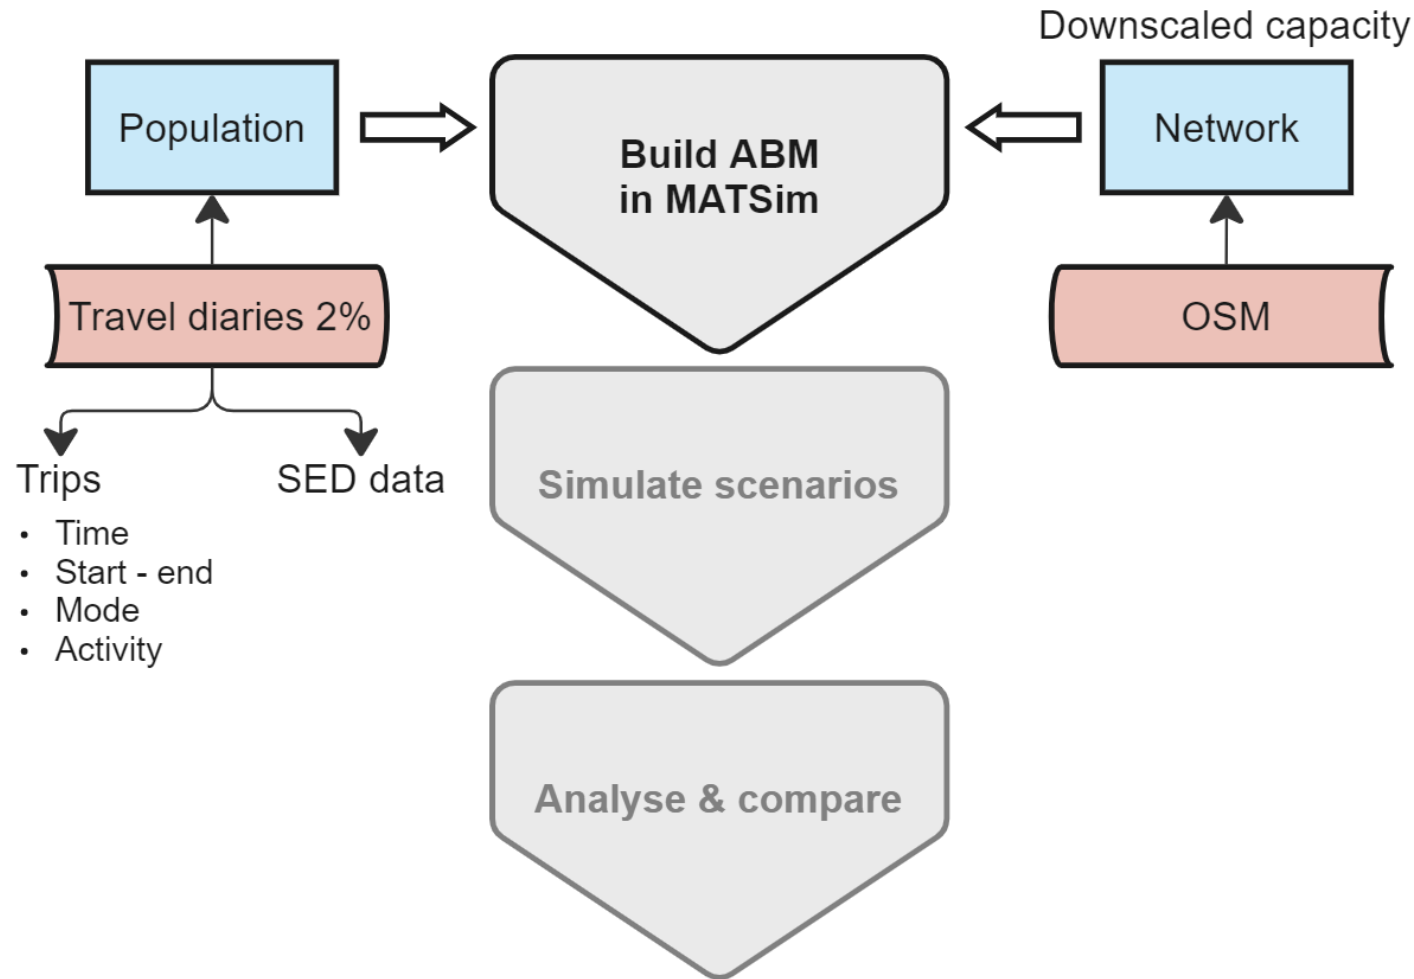 Downscaled capacity
Population
Build ABM
in MATSim
Network
Travel diaries 2%
OSM
Trips
SED data
• Time
• Start - end
• Mode
• Activity
Simulate scenarios
Analyse & compare